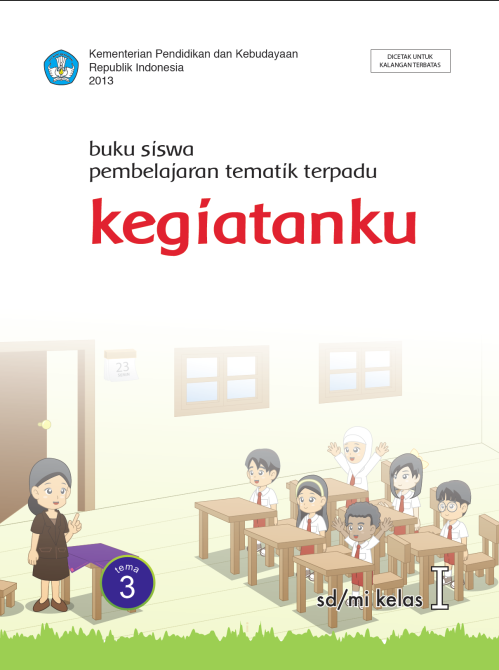 Kementerian Pendidikan dan Kebudayaan
Republik Indonesia
2013
DICETAK UNTUK
KALANGAN TERBATAS
buku siswa
pembelajaran tematik terpadu
kegiatanku
23
tema
3
sd/mi kelas I